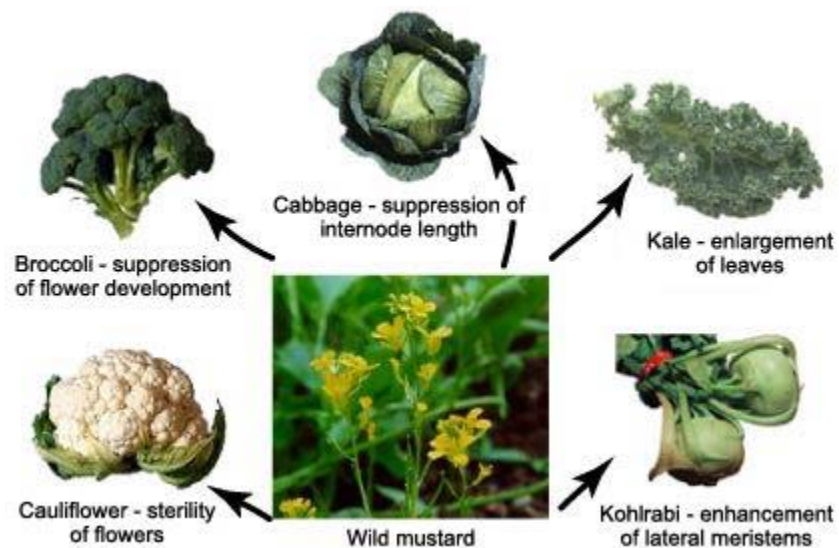 Cabbage - suppression of
internode length
Broccoli - suppression
of flower development
Kale - enlargement
of leaves
Cauliflower - sterility
of flowers
Wild mustard
Kohlrabi - enhancement
of lateral meristems